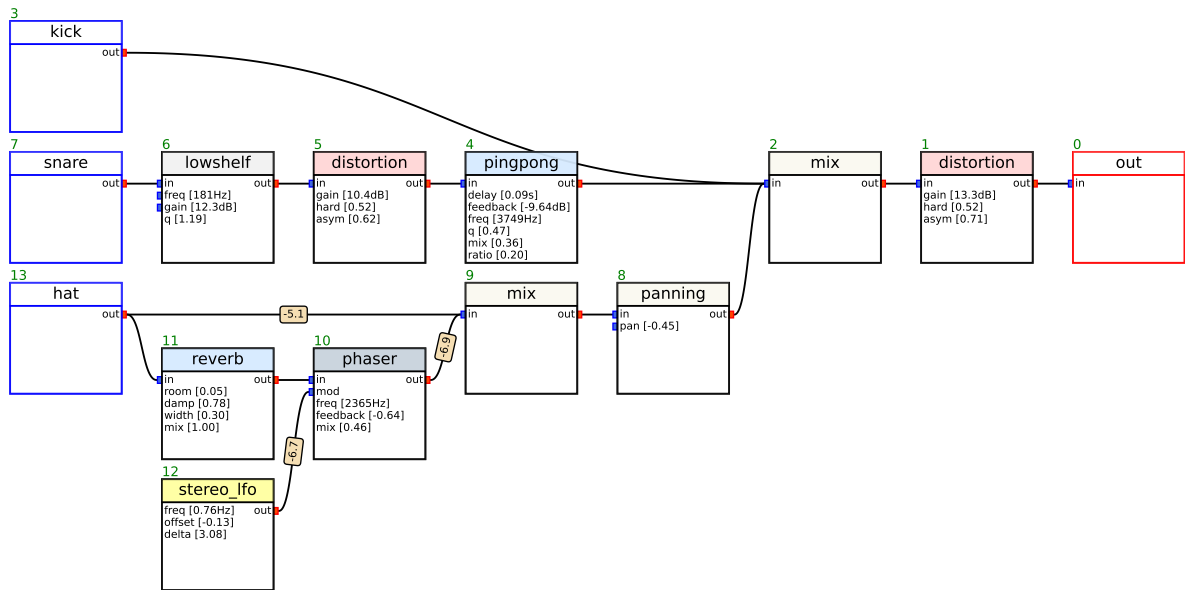 3
kick
out
7
snare
out
6
lowshelf
in out
freq [181Hz]
gain [12.3dB]
q [1.19]
5
distortion
in out
gain [10.4dB]
hard [0.52]
asym [0.62]
4
pingpong
in out
delay [0.09s]
feedback [-9.64dB]
freq [3749Hz]
q [0.47]
mix [0.36]
ratio [0.20]
2
mix
in out
1
distortion
in out
gain [13.3dB]
hard [0.52]
asym [0.71]
0
out
in
13
hat
out
-5.1
9
mix
in out
8
panning
in out
pan [-0.45]
11
reverb
in out
room [0.05]
damp [0.78]
width [0.30]
mix [1.00]
10
phaser
in out
mod
freq [2365Hz]
feedback [-0.64]
mix [0.46]
-6.9
-6.7
12
stereo_lfo
freq [0.76Hz] out
offset [-0.13]
delta [3.08]